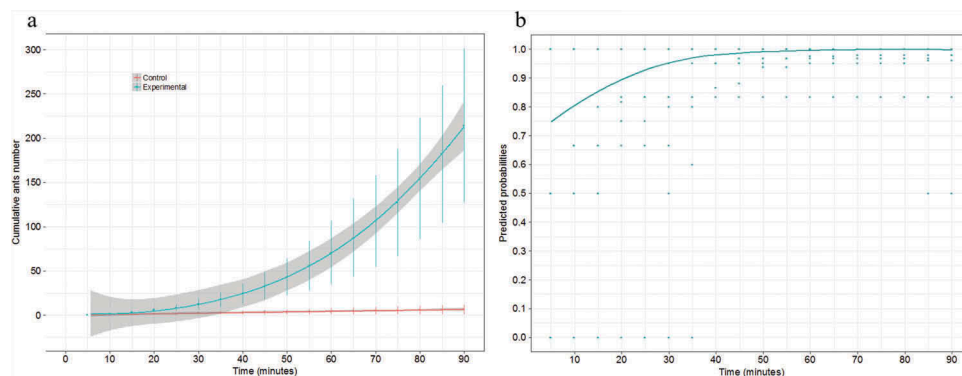 a
300
250
200
150
100
50
0
Cumulative ants number
Control
Experimental
0 10 20 30 40 50 60 70 80 90
Time (minutes)
b
1.0
0.9
0.8
0.7
0.6
0.5
0.4
0.3
0.2
0.1
0.0
Predicted probabilities
10 20 30 40 50 60 70 80 90
Time (minutes)